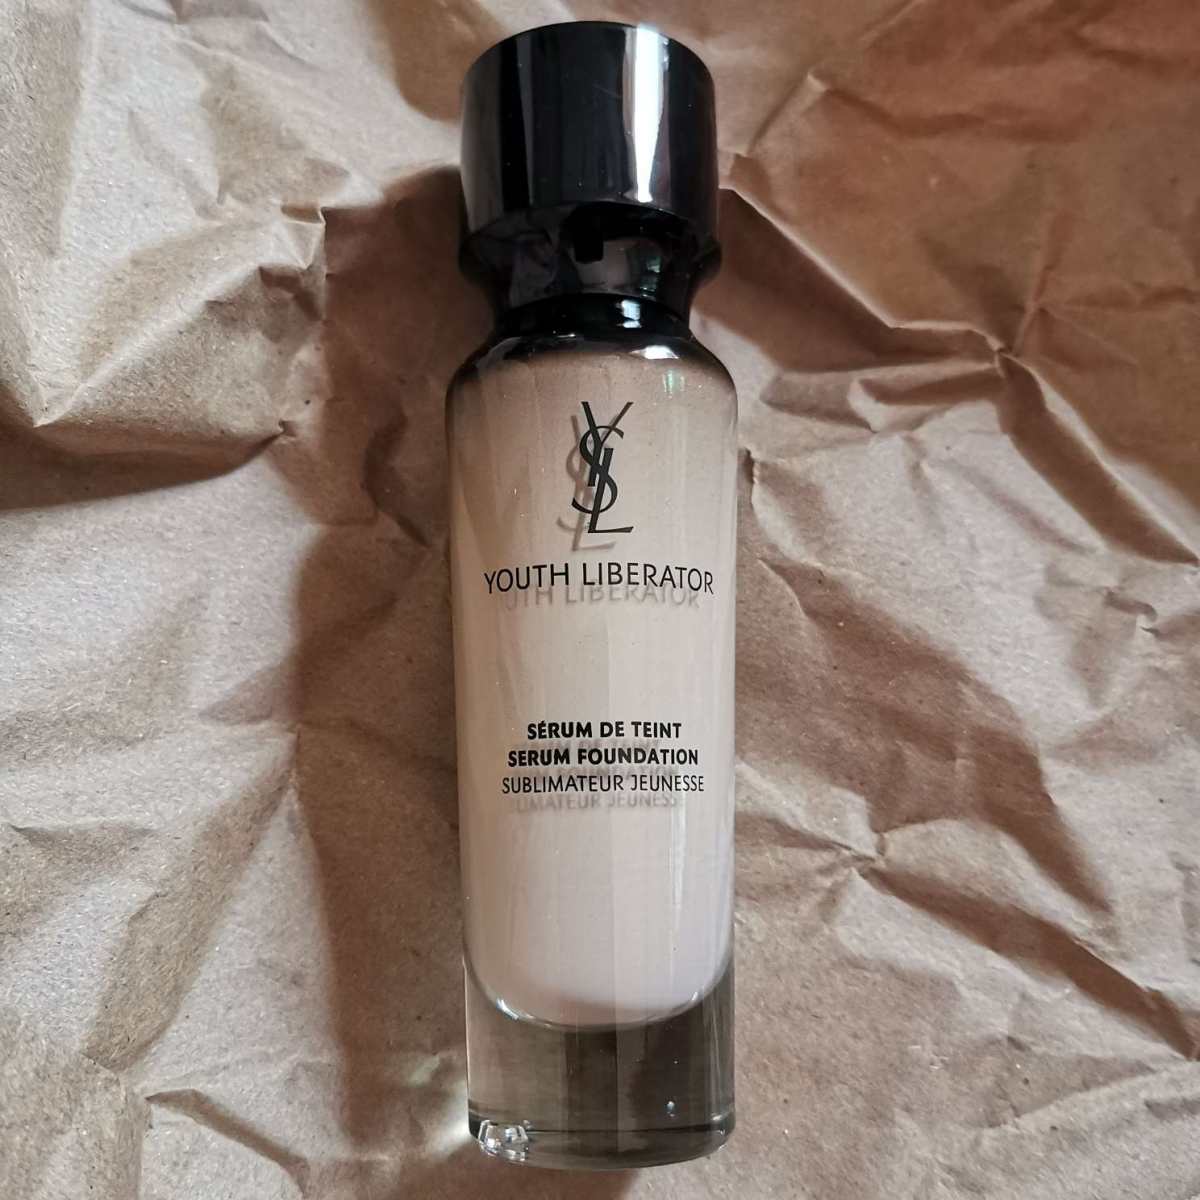 YSL
YOUTH LIBERATOR
SÉRUM DE TEINT
SERUM FOUNDATION
SUBLIMATEUR JEUNESSE